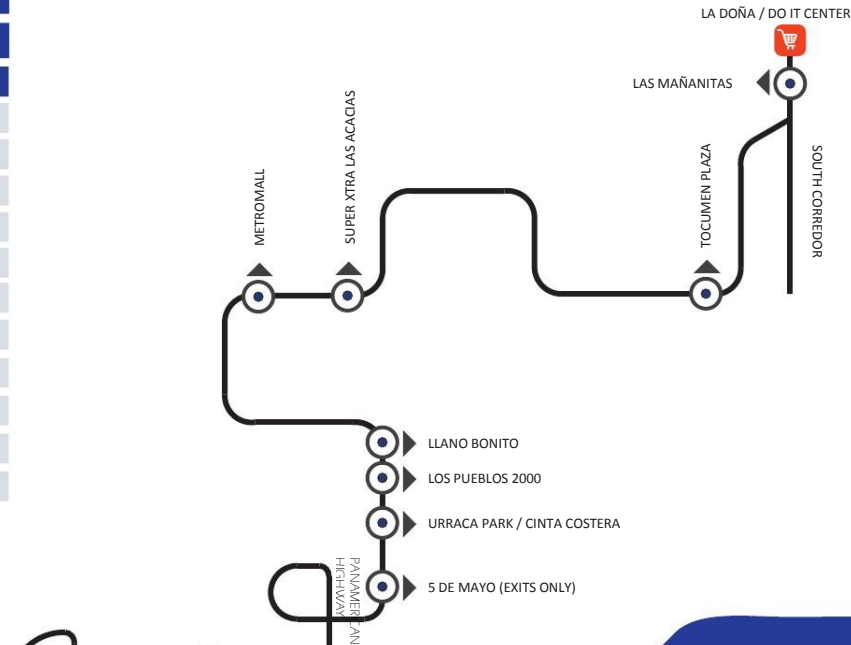 LA DOÑA / DO IT CENTER
LAS MAÑANITAS
SUPER XTRA LAS ACACIAS
METROMALL
TOCUMEN PLAZA
SOUTH CORREDOR
LLANO BONITO
LOS PUEBLOS 2000
URRACA PARK / CINTA COSTERA
5 DE MAYO (EXITS ONLY)
PANAMERICAN
HIGHWAY